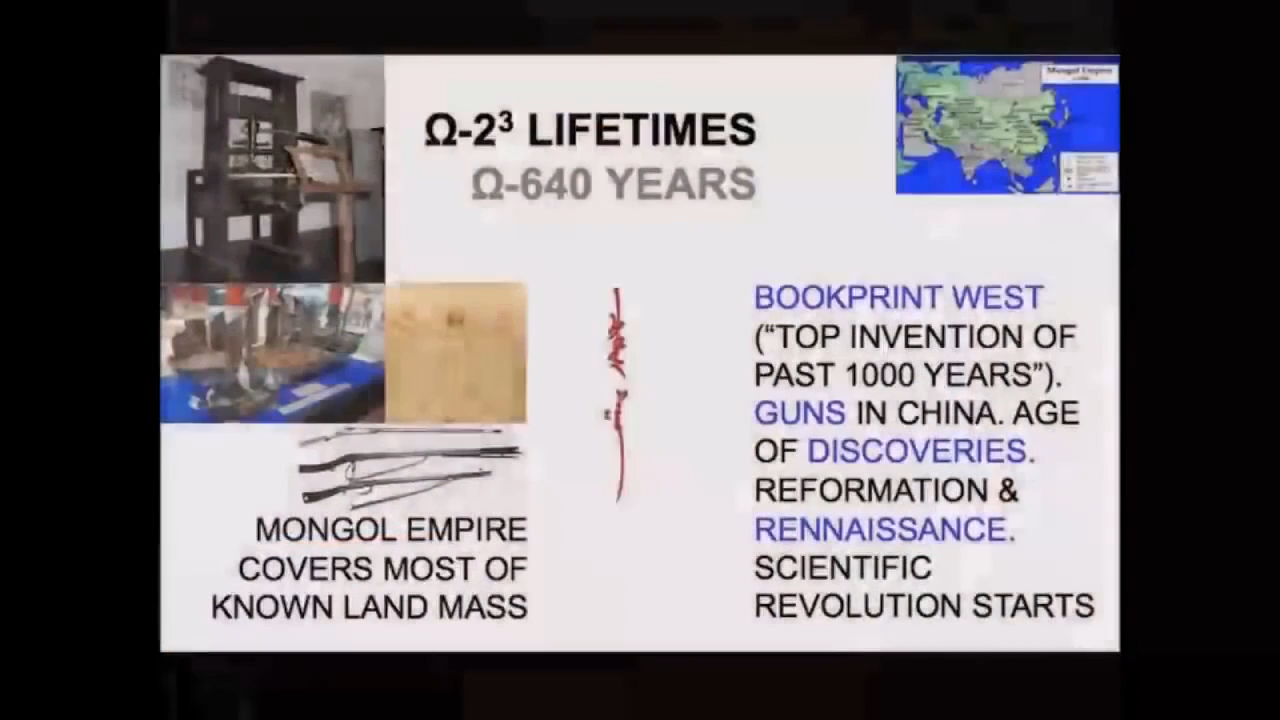 Ω-2³ LIFETIMES
Ω-640 YEARS
Mongol Empire
BOOKPRINT WEST
(“TOP INVENTION OF
PAST 1000 YEARS”).
GUNS IN CHINA. AGE
OF DISCOVERIES.
REFORMATION &
RENNAISSANCE.
SCIENTIFIC
REVOLUTION STARTS
MONGOL EMPIRE
COVERS MOST OF
KNOWN LAND MASS